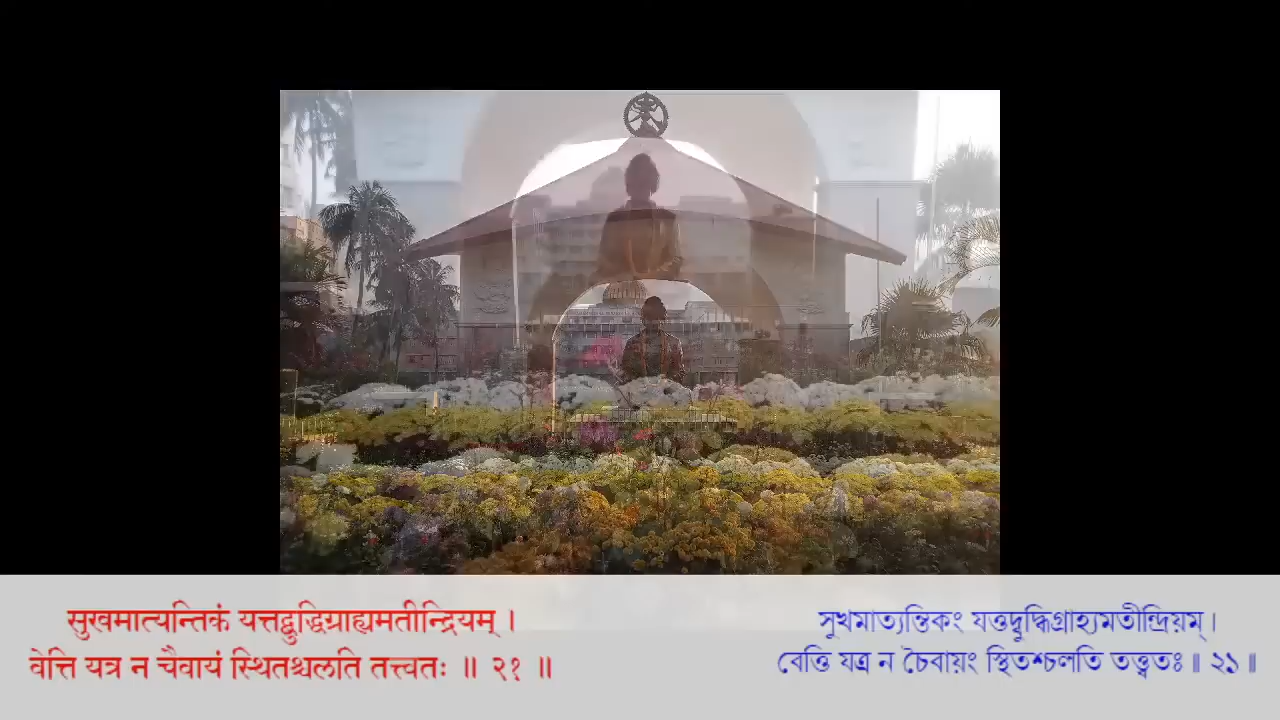 सुखमात्यन्तिकं यत्तद्बुद्धिग्राह्यमतीन्द्रियम् ।
वेत्ति यत्र न चैवायं स्थितश्चलति तत्त्वतः ॥ २१ ॥
সুখমাত্যন্তিকং যত্তদ্বুদ্ধিগ্রাহ্যমতীন্দ্রিয়ম্।
বেত্তি যত্র ন চৈবায়ং স্থিতশ্চলতি তত্ত্বতঃ॥ ২১॥